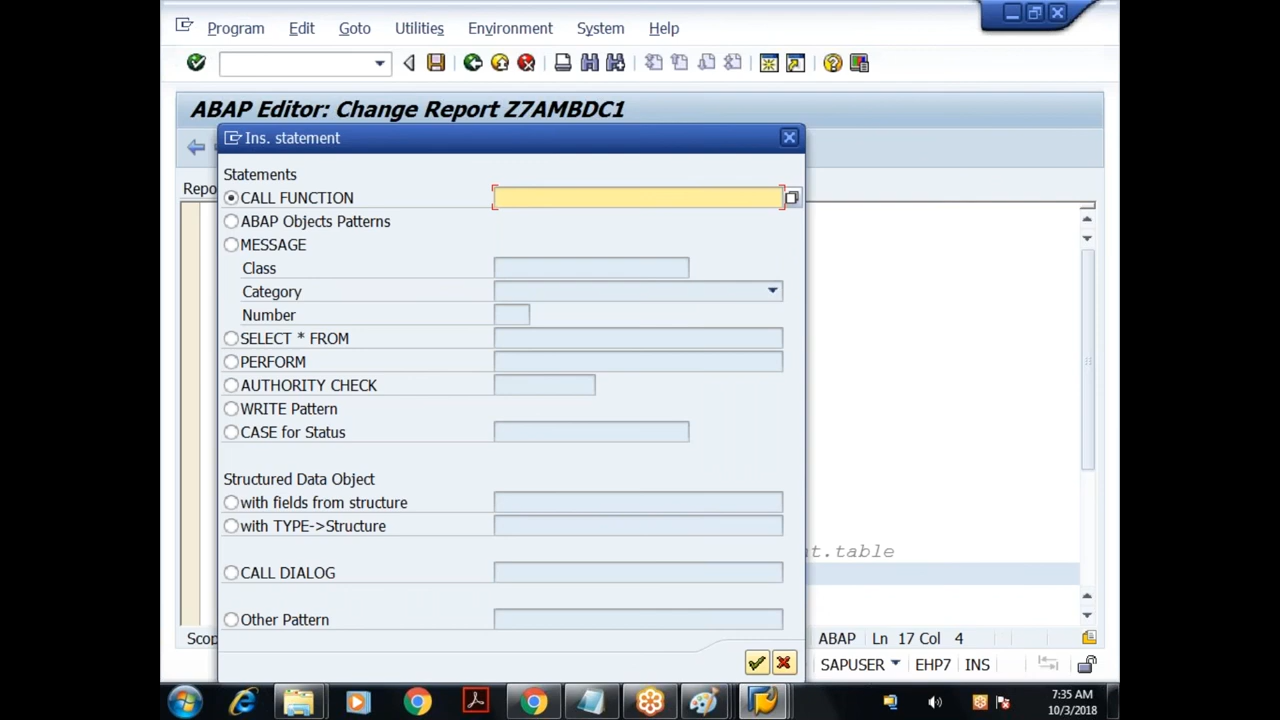 Program Edit Goto Utilities Environment System Help
ABAP Editor: Change Report Z7AMBDC1
Ins. statement
Statements
Repo
CALL FUNCTION
ABAP Objects Patterns
MESSAGE
Class
Category
Number
SELECT * FROM
PERFORM
AUTHORITY CHECK
WRITE Pattern
CASE for Status
Structured Data Object
with fields from structure
with TYPE->Structure
t.table
CALL DIALOG
Other Pattern
Scop
ABAP Ln 17 Col 4
SAPUSER EHP7 INS
7:35 AM
10/3/2018